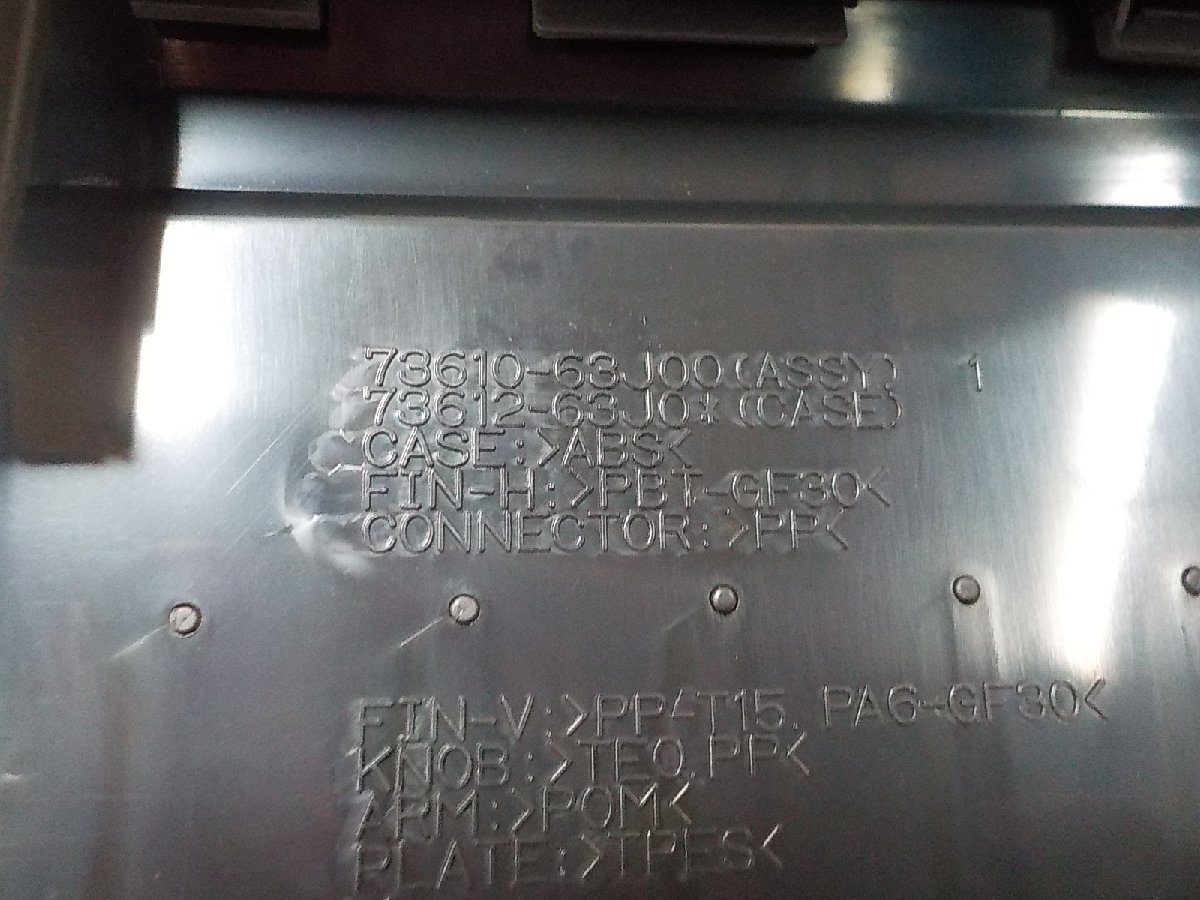 73610-63J00(ASSY) 1
73612-63J0*(CASE)
CASE:>ABS<
FIN-H:>PBT-GF30<
CONNECTOR:>PP<
FIN-V:>PP-T15. PA6-GF30<
KNOB:>TEO.PP<
ARM:>POM<
PLATE:>TPES<